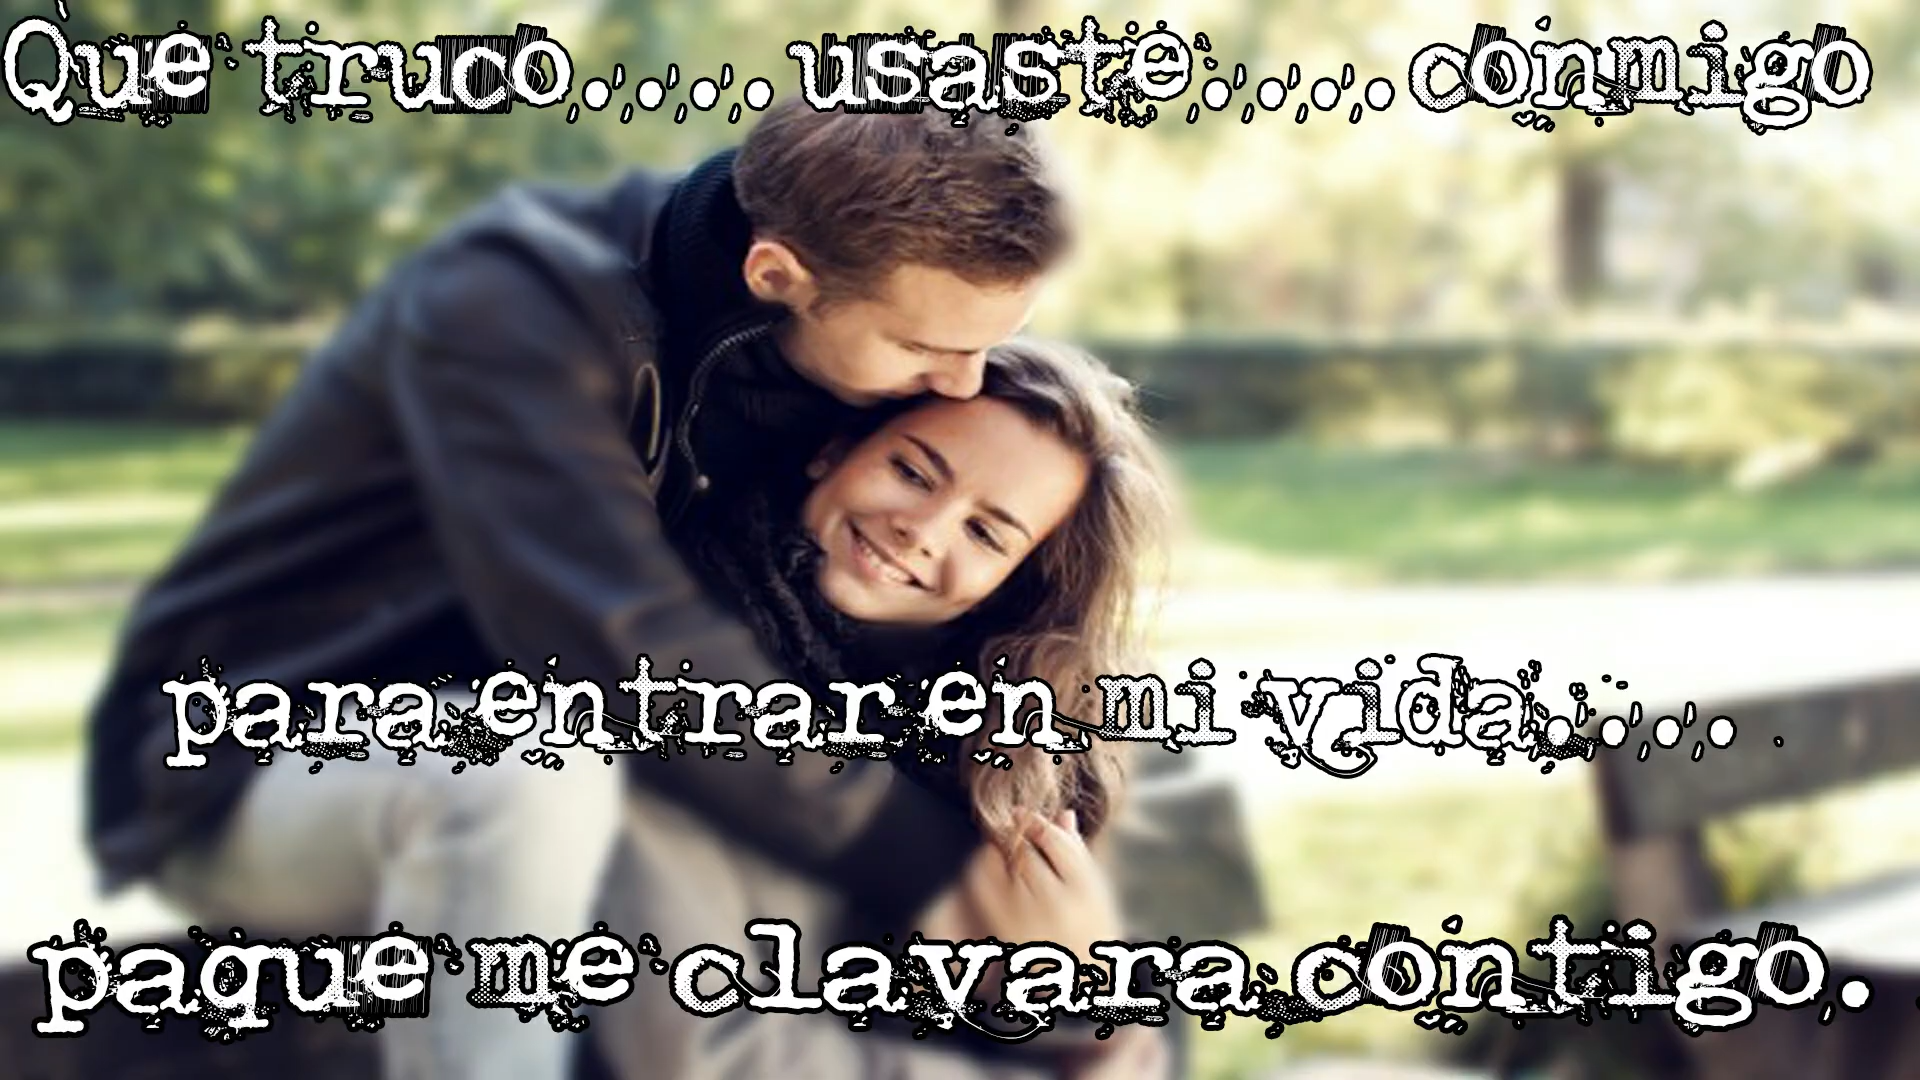 Que truco.... usaste.... conmigo
para entrar en mi vida....
paque me clavara contigo.